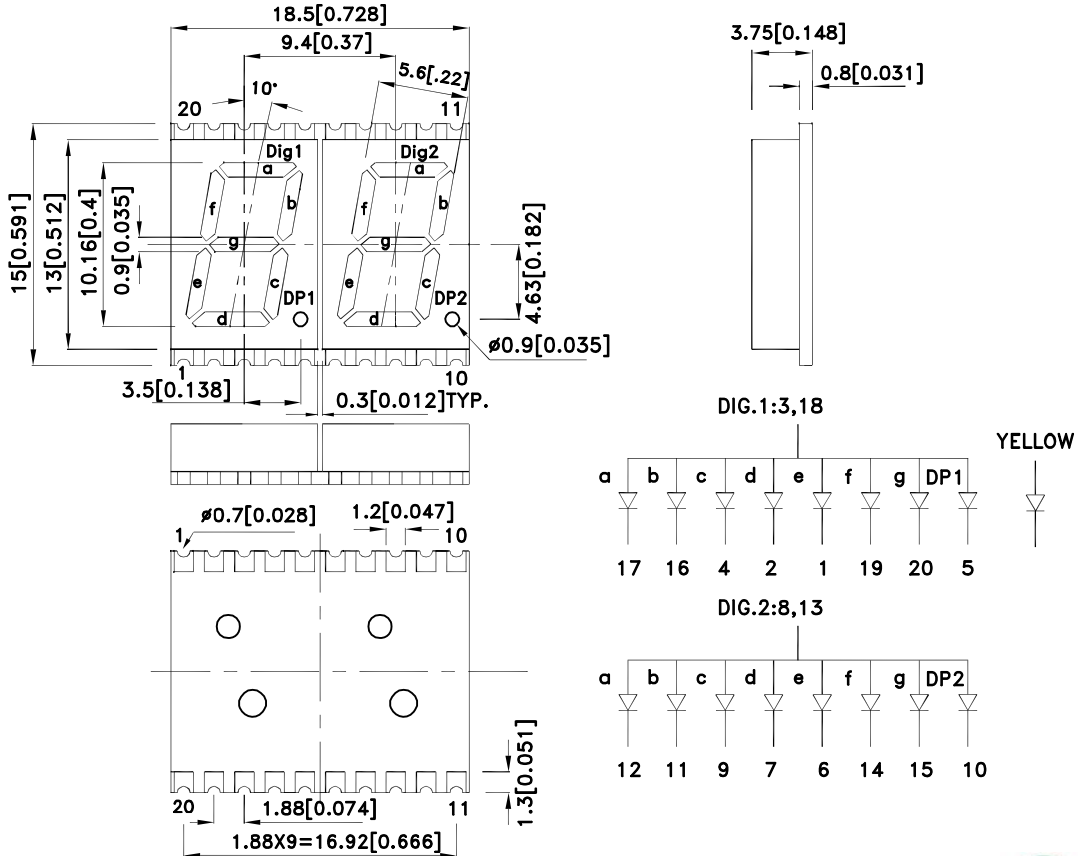 18.5[0.728]
9.4[0.37]
5.6[.22]
10°
20
11
Dig1
Dig2
a
a
f
b
f
b
g
g
e
c
e
c
d
d
DP1
DP2
15[0.591]
13[0.512]
10.16[0.4]
0.9[0.035]
4.63[0.182]
ø0.9[0.035]
1
10
3.5[0.138]
0.3[0.012]TYP.
3.75[0.148]
0.8[0.031]
DIG.1:3,18
YELLOW
a b c d e f g DP1
17 16 4 2 1 19 20 5
DIG.2:8,13
a b c d e f g DP2
12 11 9 7 6 14 15 10
ø0.7[0.028]
1.2[0.047]
1
10
20
11
1.88[0.074]
1.88X9=16.92[0.666]
1.3[0.051]